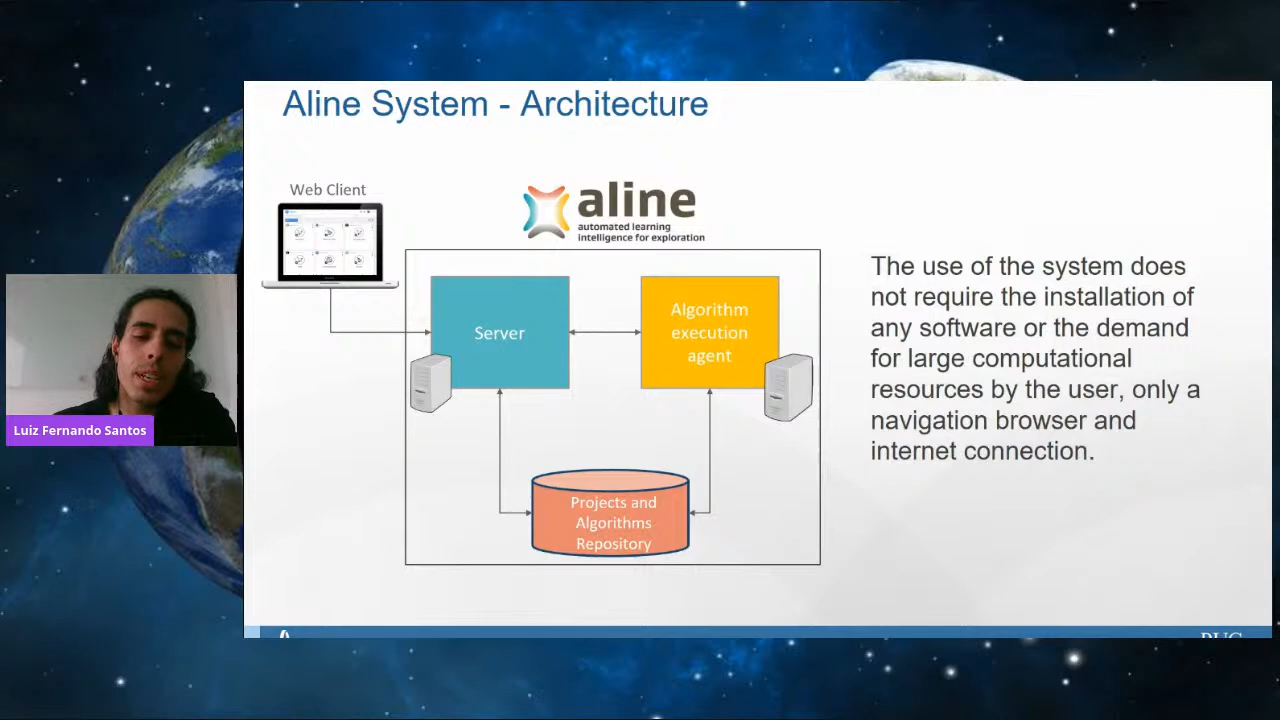 Aline System - Architecture
Web Client
aline
automated learning
intelligence for exploration
Server
Algorithm
execution
agent
Projects and
Algorithms
Repository
The use of the system does
not require the installation of
any software or the demand
for large computational
resources by the user, only a
navigation browser and
internet connection.
Luiz Fernando Santos